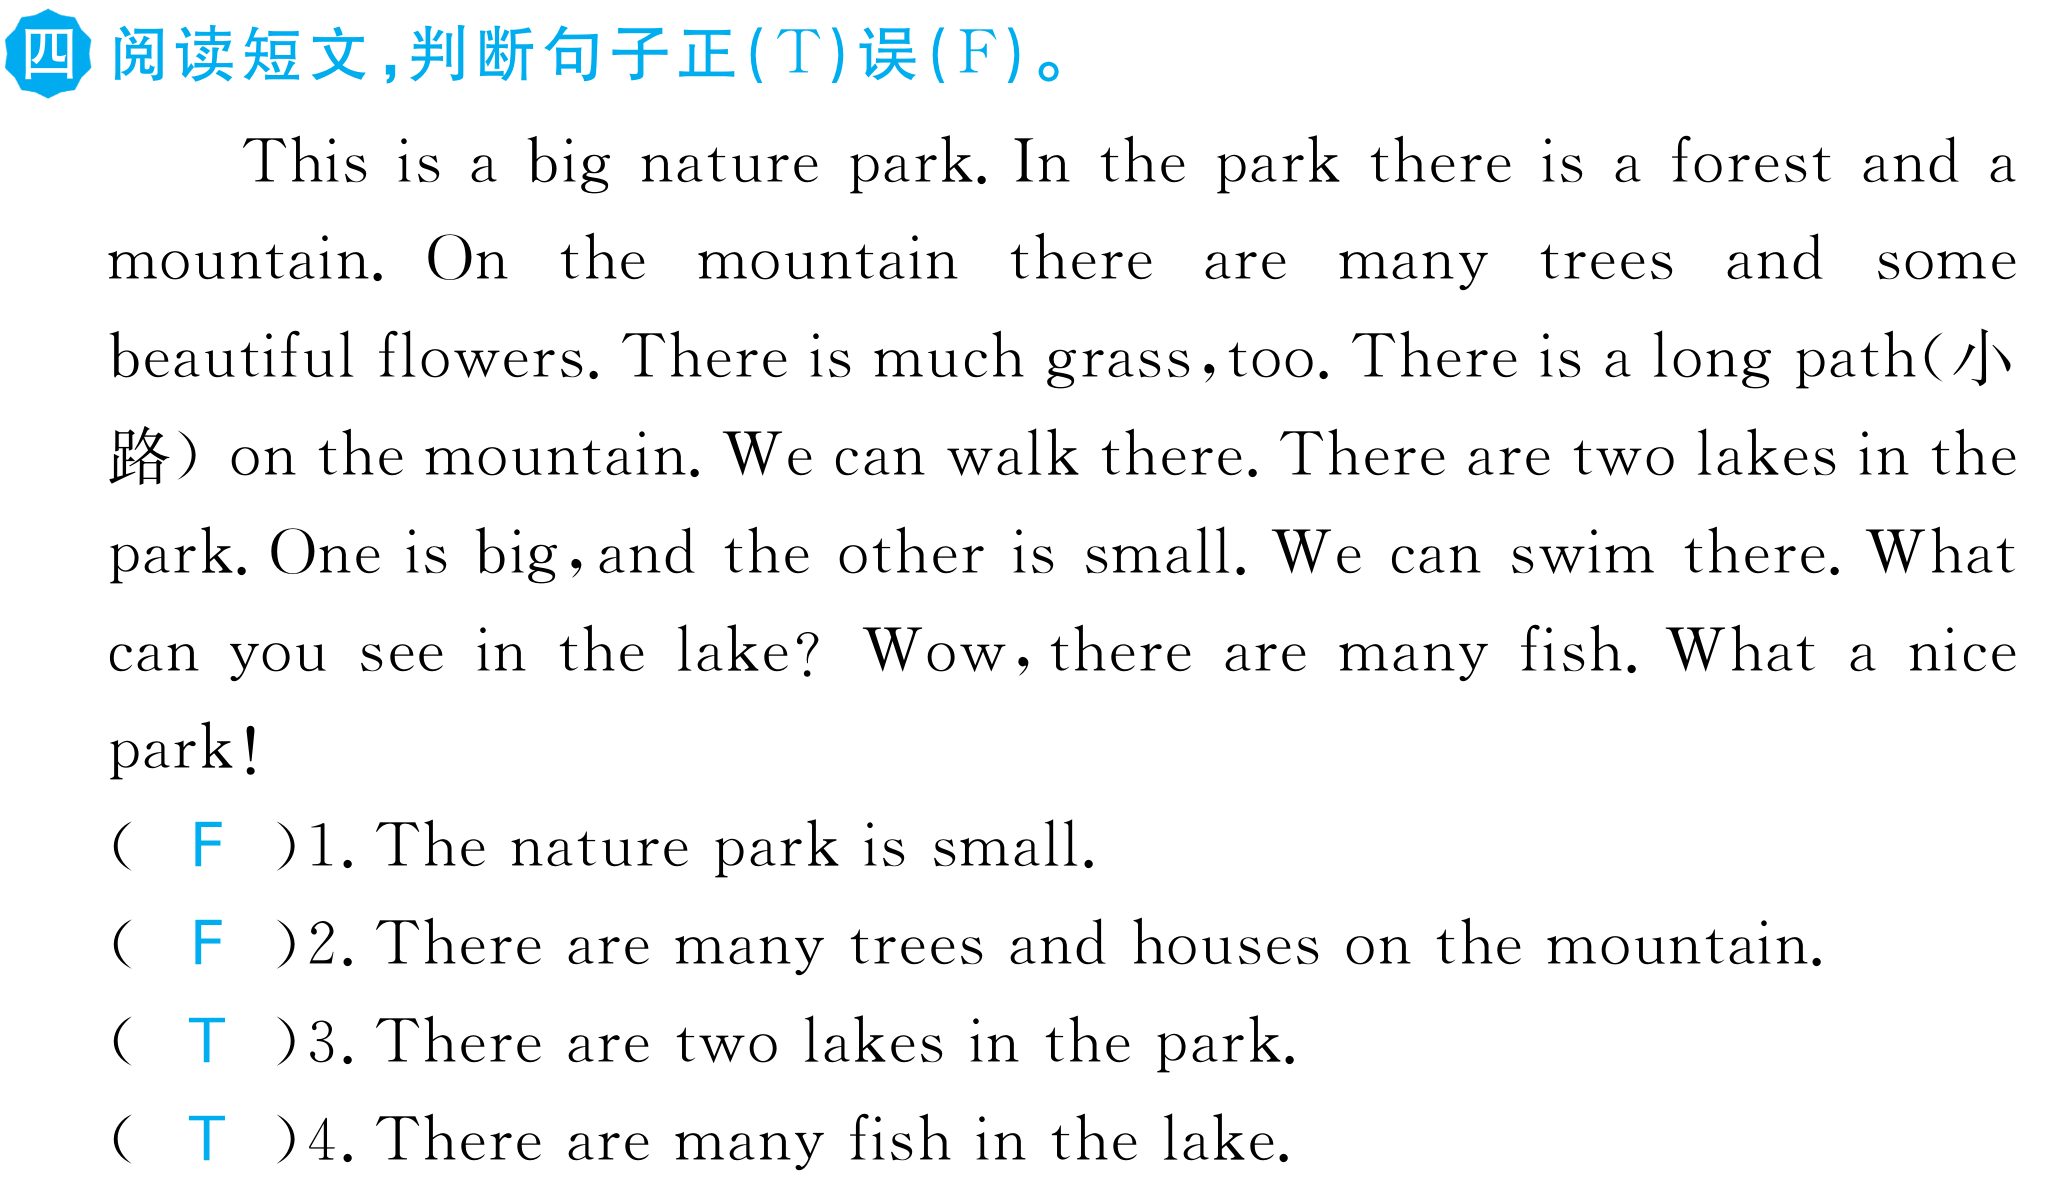 四 阅读短文,判断句子正(T)误(F)。
This is a big nature park. In the park there is a forest and a
mountain. On the mountain there are many trees and some
beautiful flowers. There is much grass,too. There is a long path(小
路) on the mountain. We can walk there. There are two lakes in the
park. One is big,and the other is small. We can swim there. What
can you see in the lake? Wow,there are many fish. What a nice
park!
( F )1. The nature park is small.
( F )2. There are many trees and houses on the mountain.
( T )3. There are two lakes in the park.
( T )4. There are many fish in the lake.